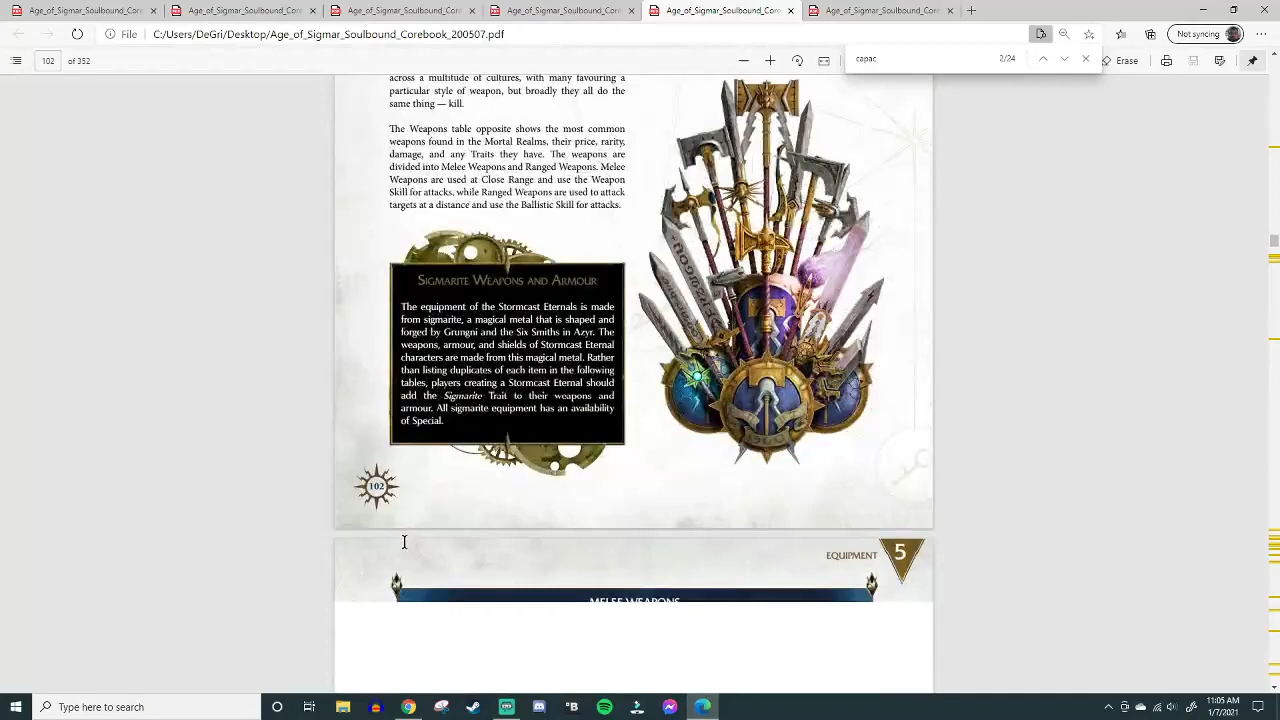 Age_of_Sigmar_Soulbound_Core
Age_of_Sigmar_Soulbound_Core
Age_of_Sigmar_Soulbound_Core
Age_of_Sigmar_Soulbound_Core
Age_of_Sigmar_Soulbound_Core
Age_of_Sigmar_Soulbound_Core
File
C:/Users/DeGri/Desktop/Age_of_Sigmar_Soulbound_Corebook_200507.pdf
Not syncing
102 of 353
capac
2/24
Erase
across a multitude of cultures, with many favouring a
particular style of weapon, but broadly they all do the
same thing — kill.
The Weapons table opposite shows the most common
weapons found in the Mortal Realms, their price, rarity,
damage, and any Traits they have. The weapons are
divided into Melee Weapons and Ranged Weapons. Melee
Weapons are used at Close Range and use the Weapon
Skill for attacks, while Ranged Weapons are used to attack
targets at a distance and use the Ballistic Skill for attacks.
Sigmarite Weapons and Armour
The equipment of the Stormcast Eternals is made
from sigmarite, a magical metal that is shaped and
forged by Grungni and the Six Smiths in Azyr. The
weapons, armour, and shields of Stormcast Eternal
characters are made from this magical metal. Rather
than listing duplicates of each item in the following
tables, players creating a Stormcast Eternal should
add the Sigmarite Trait to their weapons and
armour. All sigmarite equipment has an availability
of Special.
102
EQUIPMENT
5
MELEE WEAPONS
Type here to search
11:05 AM
1/7/2021